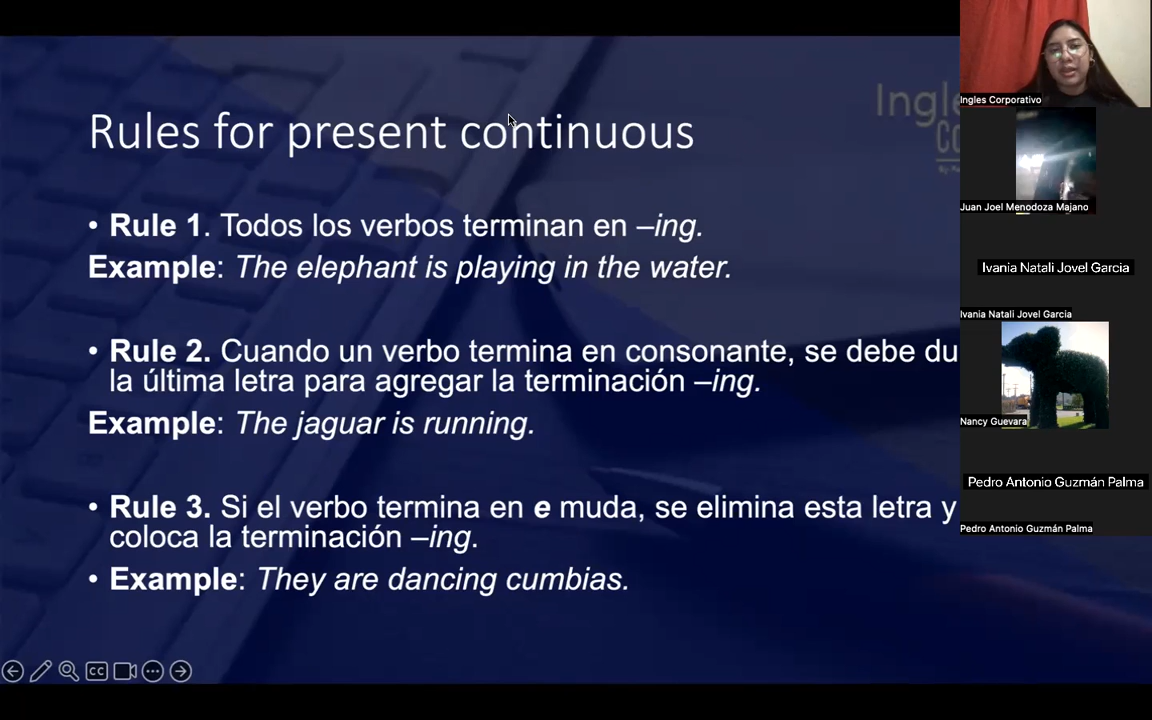 Rules for present continuous
• Rule 1. Todos los verbos terminan en –ing.
Example: The elephant is playing in the water.
• Rule 2. Cuando un verbo termina en consonante, se debe du
la última letra para agregar la terminación –ing.
Example: The jaguar is running.
• Rule 3. Si el verbo termina en e muda, se elimina esta letra y
coloca la terminación –ing.
• Example: They are dancing cumbias.
CC
Ingle
Ingles Corporativo
Juan Joel Menodoza Majano
Ivania Natali Jovel Garcia
Ivania Natali Jovel Garcia
Nancy Guevara
Pedro Antonio Guzmán Palma
Pedro Antonio Guzmán Palma